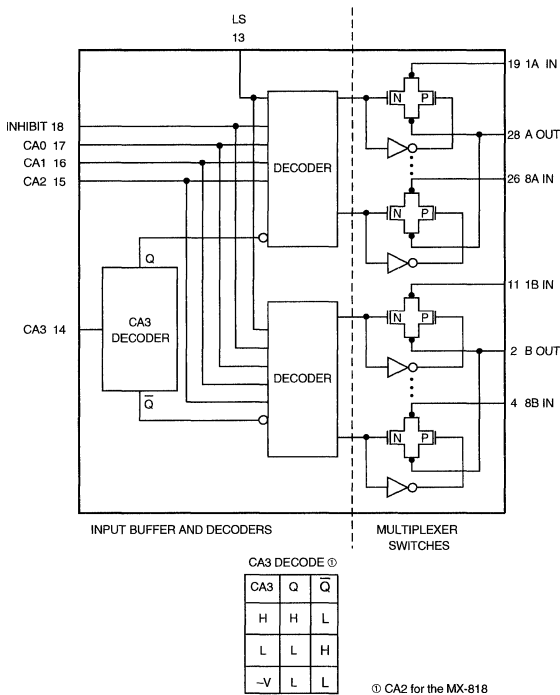 LS
13
19 1A IN
N P
28 A OUT
INHIBIT 18
CA0 17
CA1 16
CA2 15
DECODER
26 8A IN
N P
Q
11 1B IN
N P
CA3 14
CA3
DECODER
2 B OUT
DECODER
Q
4 8B IN
N P
INPUT BUFFER AND DECODERS
MULTIPLEXER
SWITCHES
CA3 DECODE ①
CA3 Q Q̅
H H L
L L H
~V L L
① CA2 for the MX-818